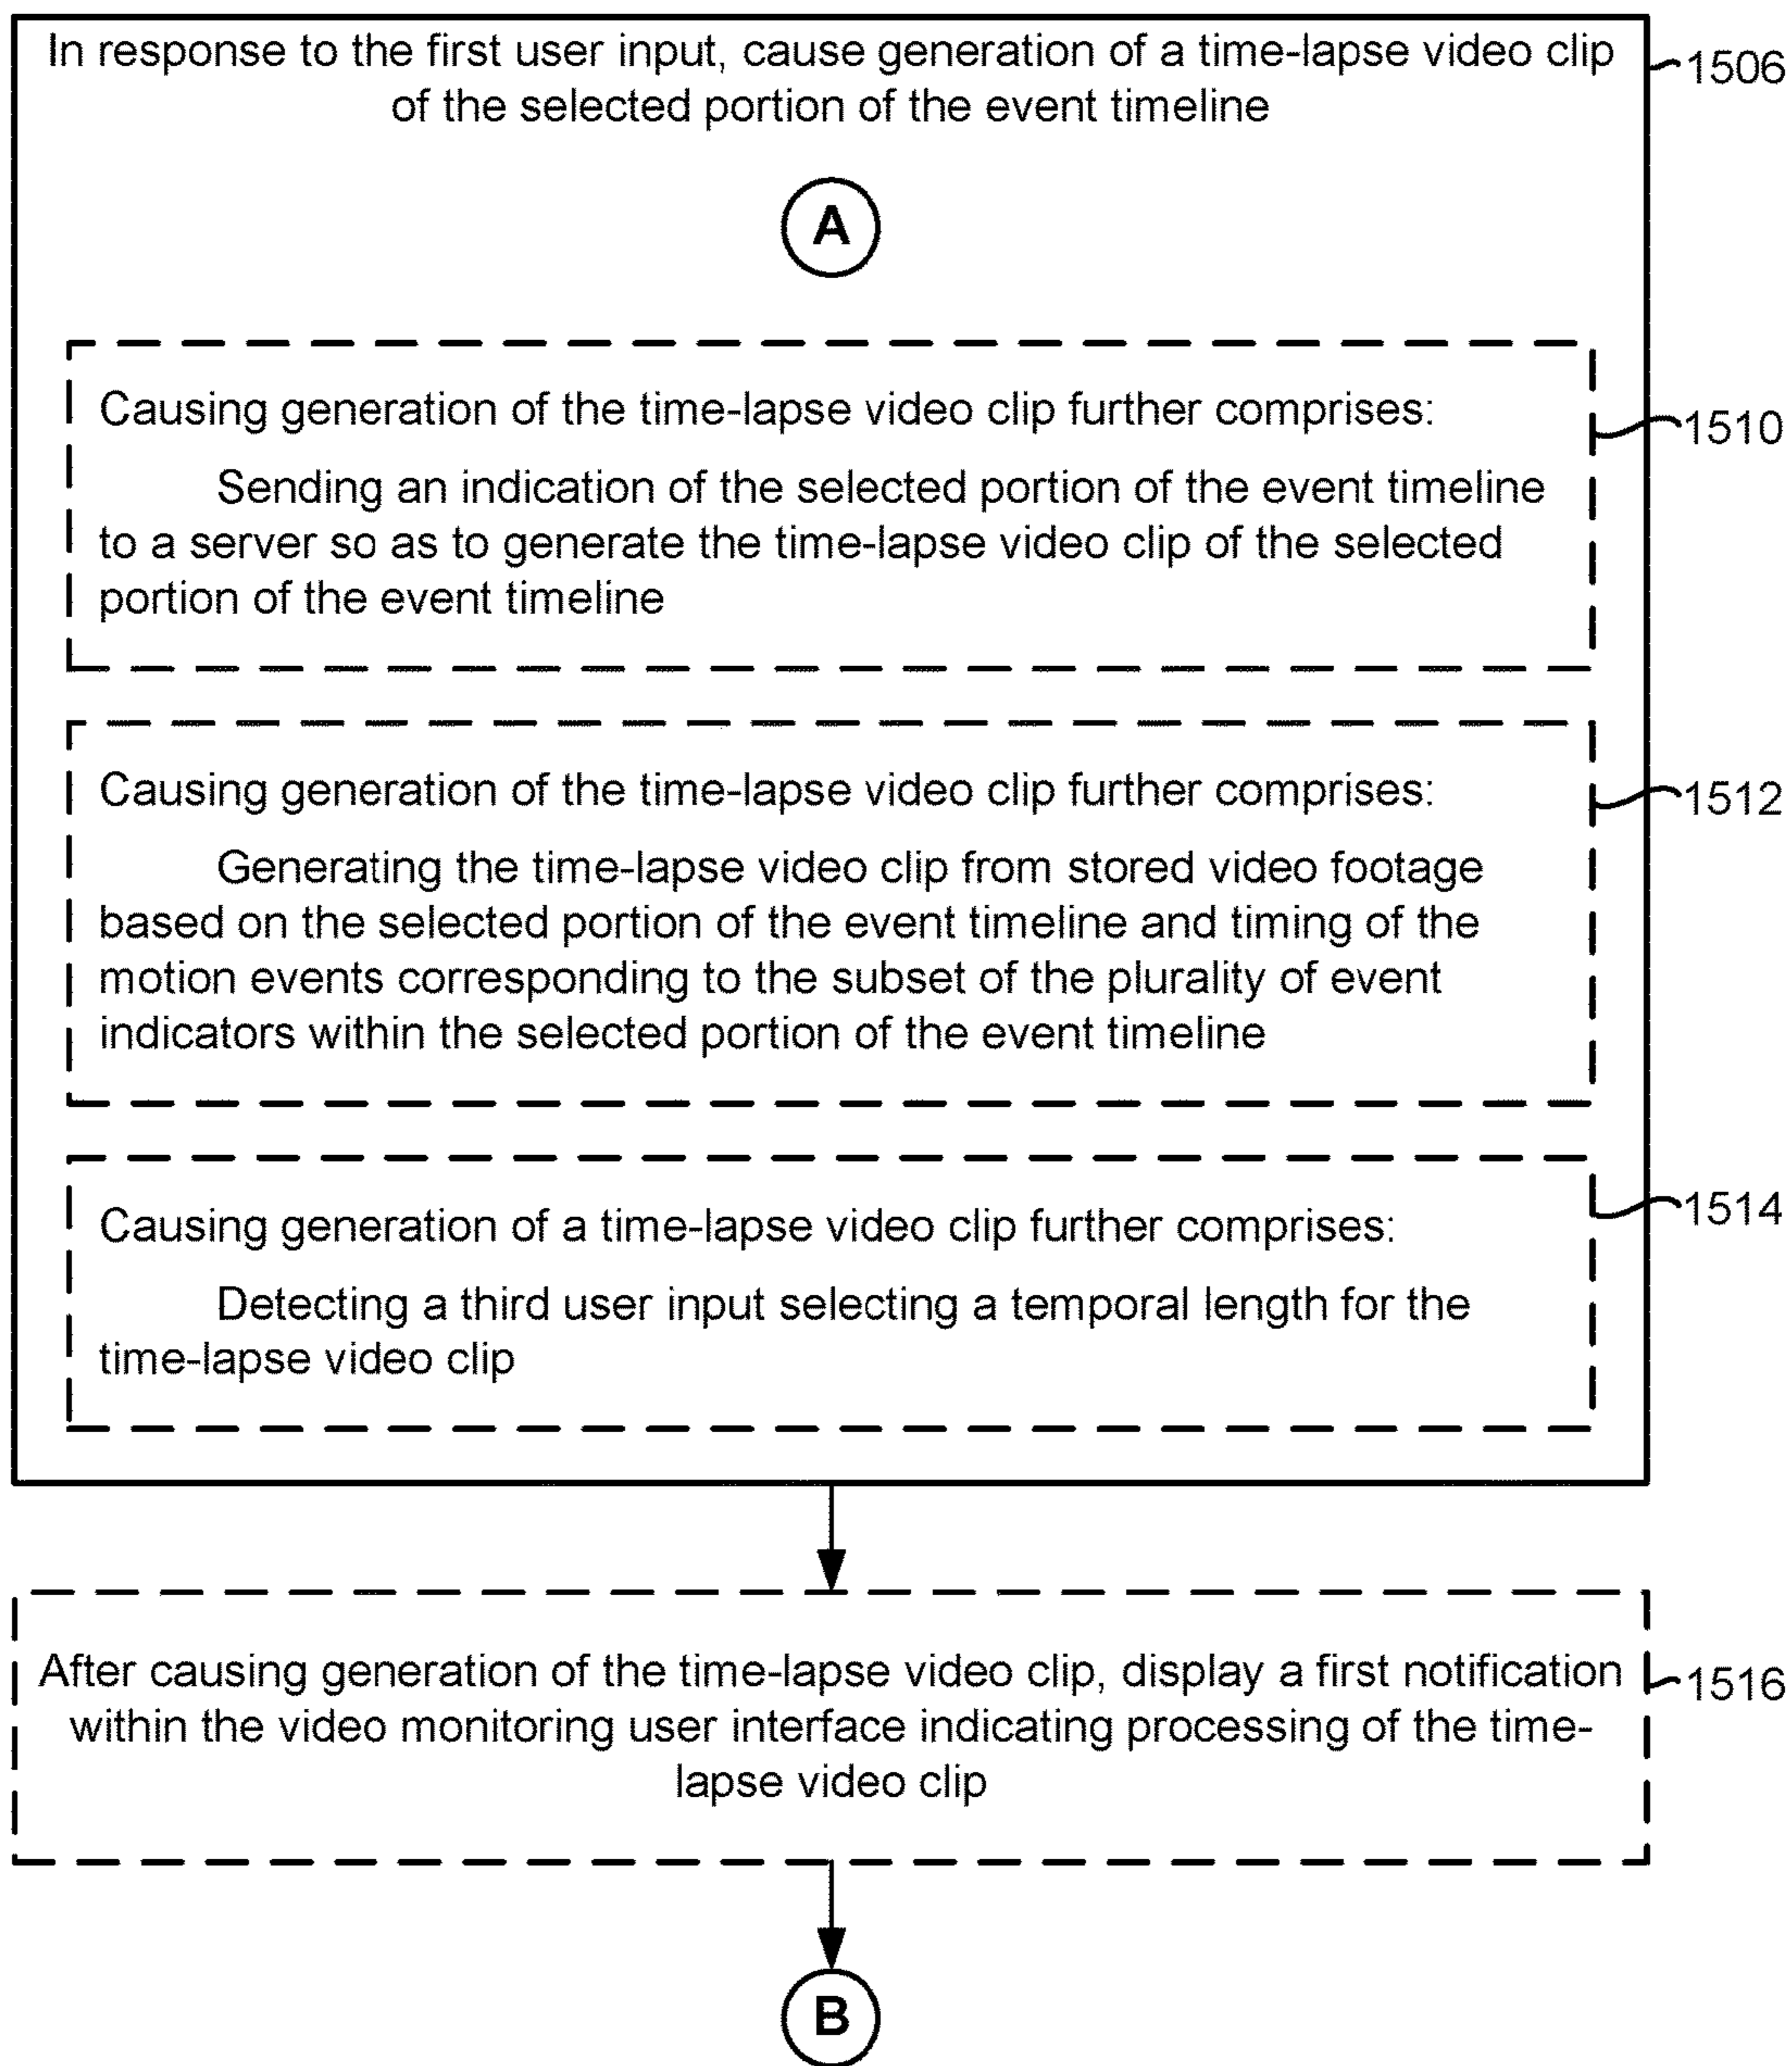 In response to the first user input, cause generation of a time-lapse video clip
of the selected portion of the event timeline
1506
A
Causing generation of the time-lapse video clip further comprises:
1510
Sending an indication of the selected portion of the event timeline
to a server so as to generate the time-lapse video clip of the selected
portion of the event timeline
Causing generation of the time-lapse video clip further comprises:
1512
Generating the time-lapse video clip from stored video footage
based on the selected portion of the event timeline and timing of the
motion events corresponding to the subset of the plurality of event
indicators within the selected portion of the event timeline
Causing generation of a time-lapse video clip further comprises:
1514
Detecting a third user input selecting a temporal length for the
time-lapse video clip
After causing generation of the time-lapse video clip, display a first notification
1516
within the video monitoring user interface indicating processing of the time-
lapse video clip
B